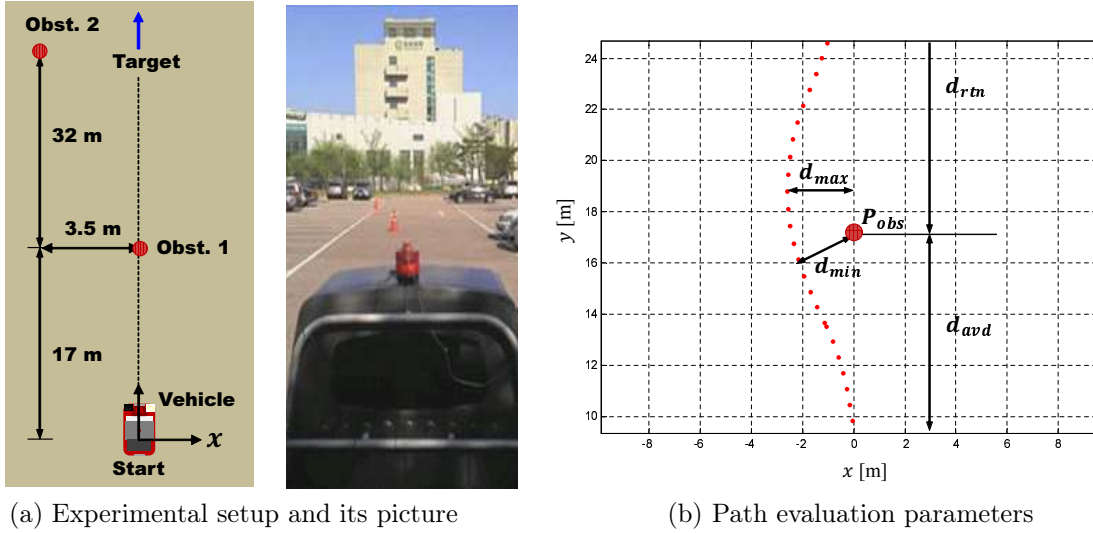 Obst. 2
Target
32 m
3.5 m
Obst. 1
17 m
Vehicle
x
Start
(a) Experimental setup and its picture
y [m]
24
22
20
18
16
14
12
10
d_rtn
d_max
P_obs
d_min
d_avd
-8 -6 -4 -2 0 2 4 6 8
x [m]
(b) Path evaluation parameters